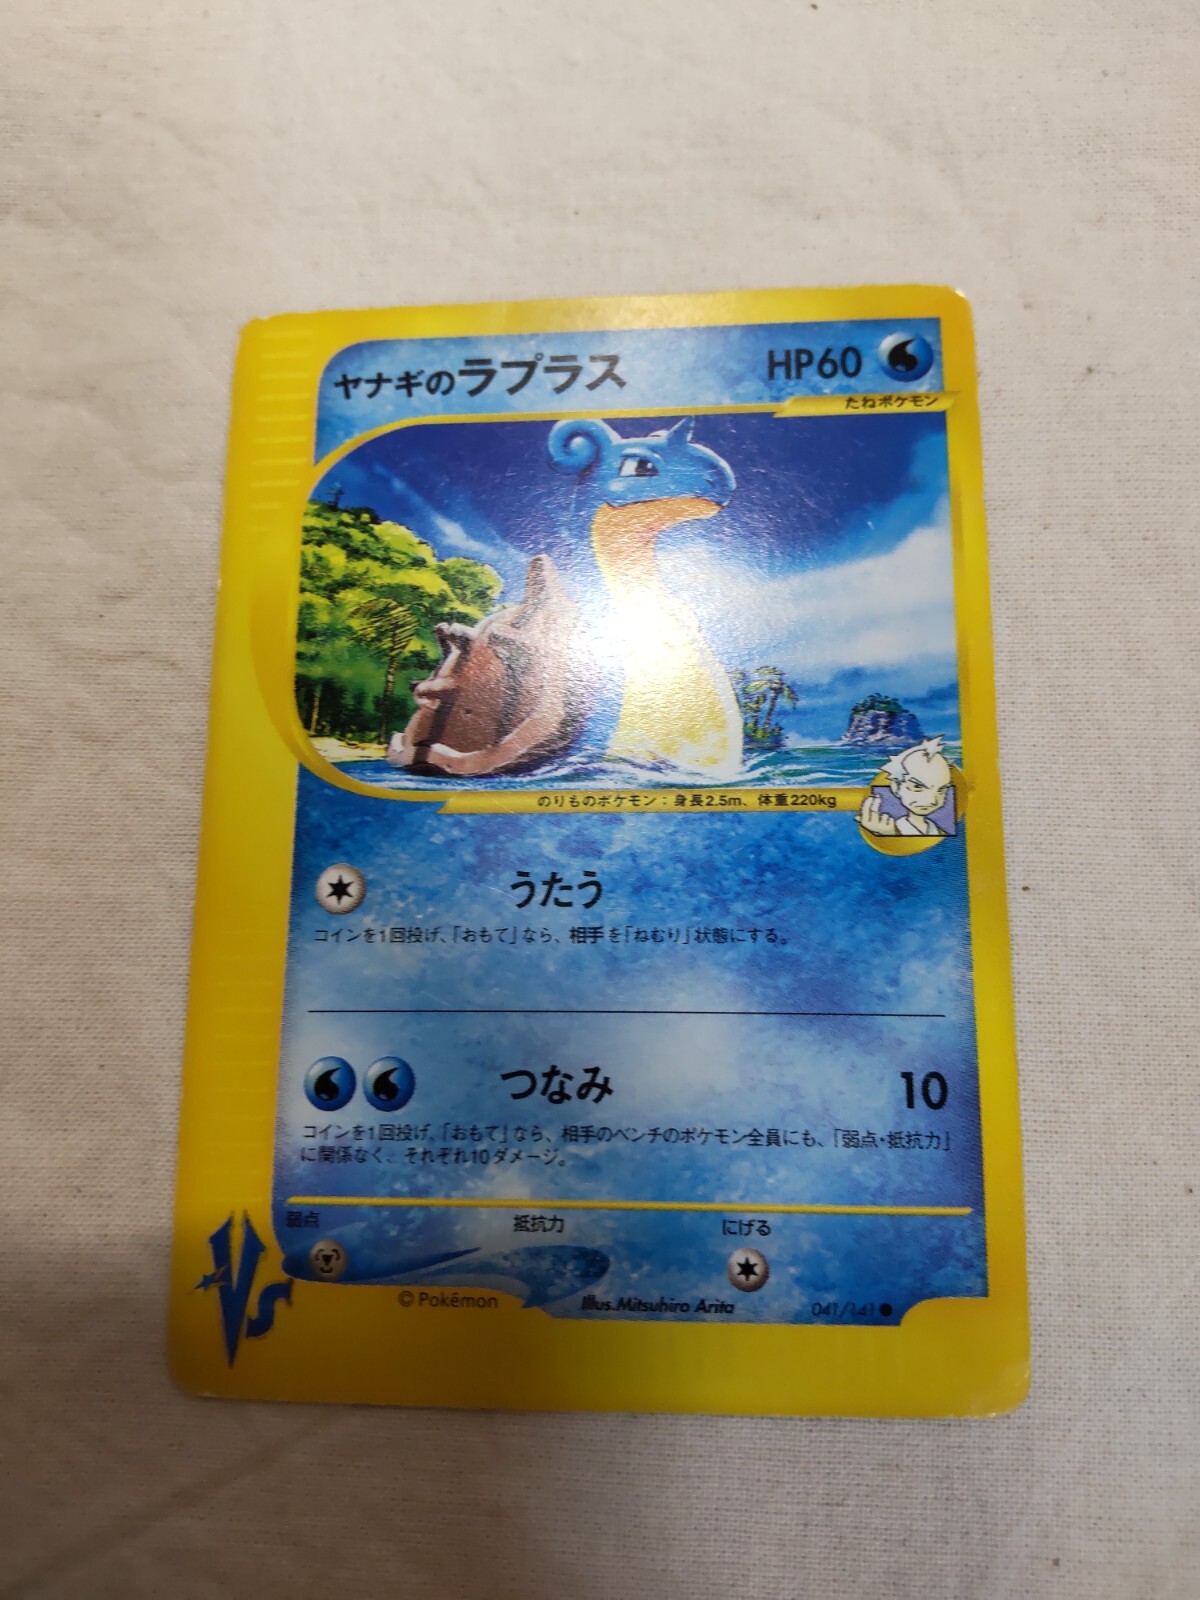 ヤナギのラプラス HP60
たねポケモン
のりものポケモン：身長2.5m、体重220kg
うたう
コインを1回投げ、「おもて」なら、相手を「ねむり」状態にする。
つなみ 10
コインを1回投げ、「おもて」なら、相手のベンチのポケモン全員にも、「弱点・抵抗力」
に関係なく、それぞれ10ダメージ。
弱点 抵抗力 にげる
VS
©Pokémon Illus.Mitsuhiro Arita 041/141●